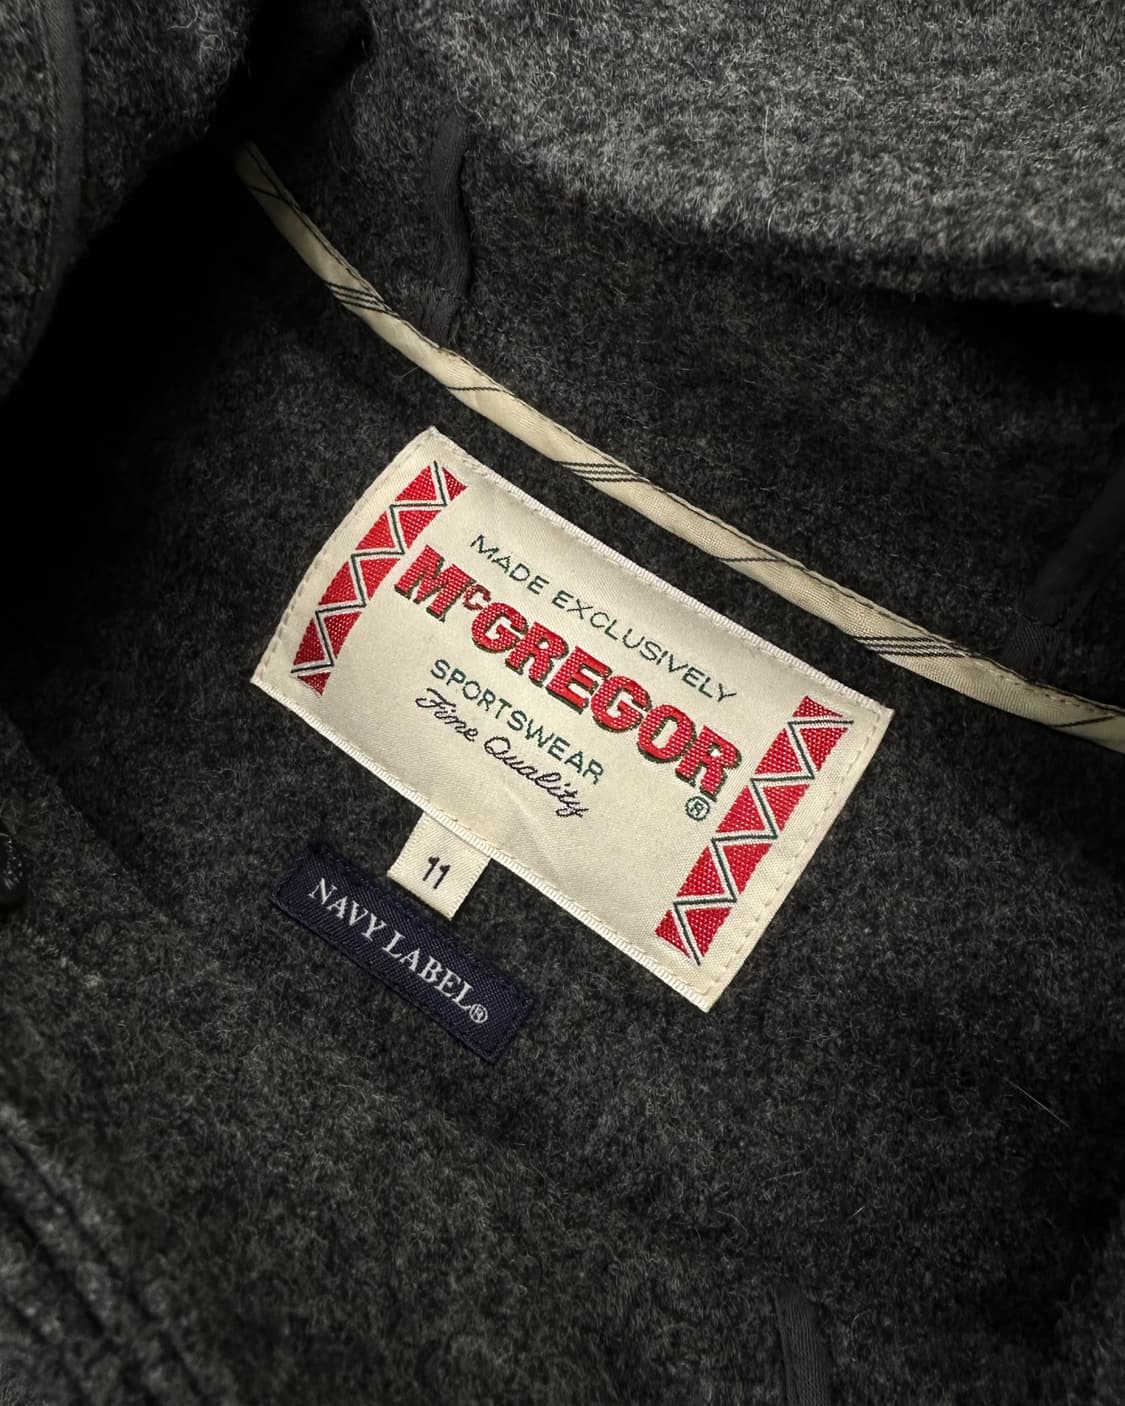 MADE EXCLUSIVELY
McGREGOR®
SPORTSWEAR
Fine Quality
11
NAVY LABEL®